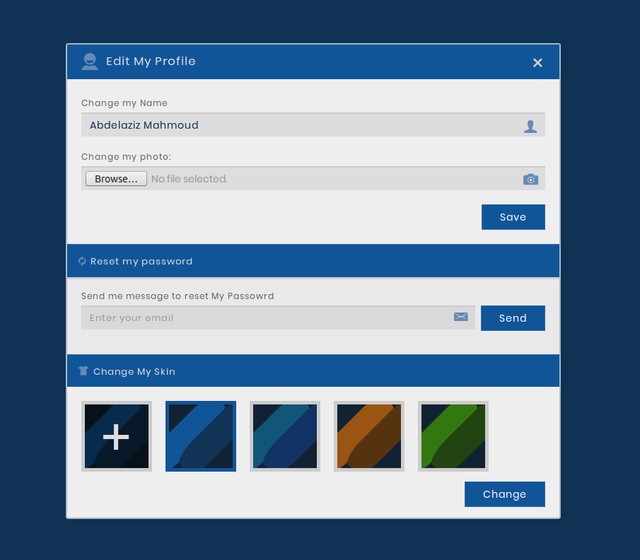 Edit My Profile
Change my Name
Abdelaziz Mahmoud
Change my photo:
Browse... No file selected.
Save
Reset my password
Send me message to reset My Passowrd
Enter your email
Send
Change My Skin
Change